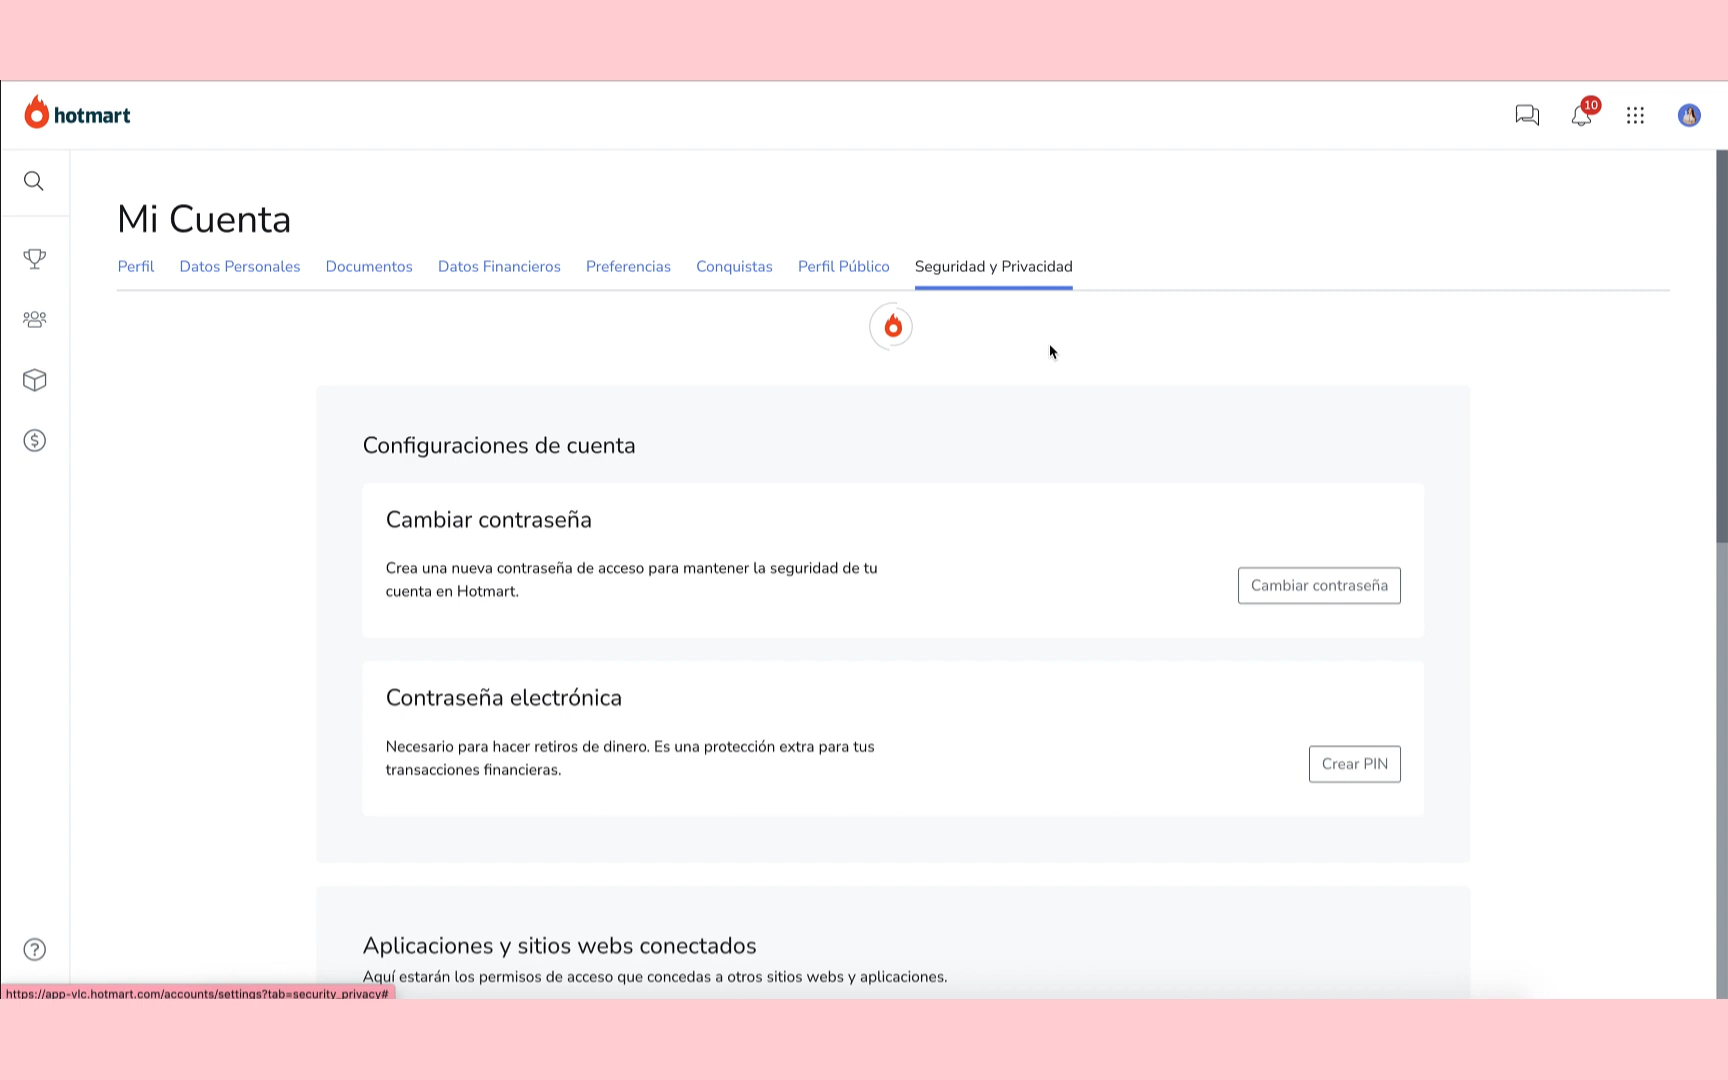 hotmart
10
Mi Cuenta
Perfil Datos Personales Documentos Datos Financieros Preferencias Conquistas Perfil Público Seguridad y Privacidad
Configuraciones de cuenta
Cambiar contraseña
Crea una nueva contraseña de acceso para mantener la seguridad de tu
cuenta en Hotmart.
Cambiar contraseña
Contraseña electrónica
Necesario para hacer retiros de dinero. Es una protección extra para tus
transacciones financieras.
Crear PIN
Aplicaciones y sitios webs conectados
Aquí estarán los permisos de acceso que concedas a otros sitios webs y aplicaciones.
https://app-vlc.hotmart.com/accounts/settings?tab=security_privacy#